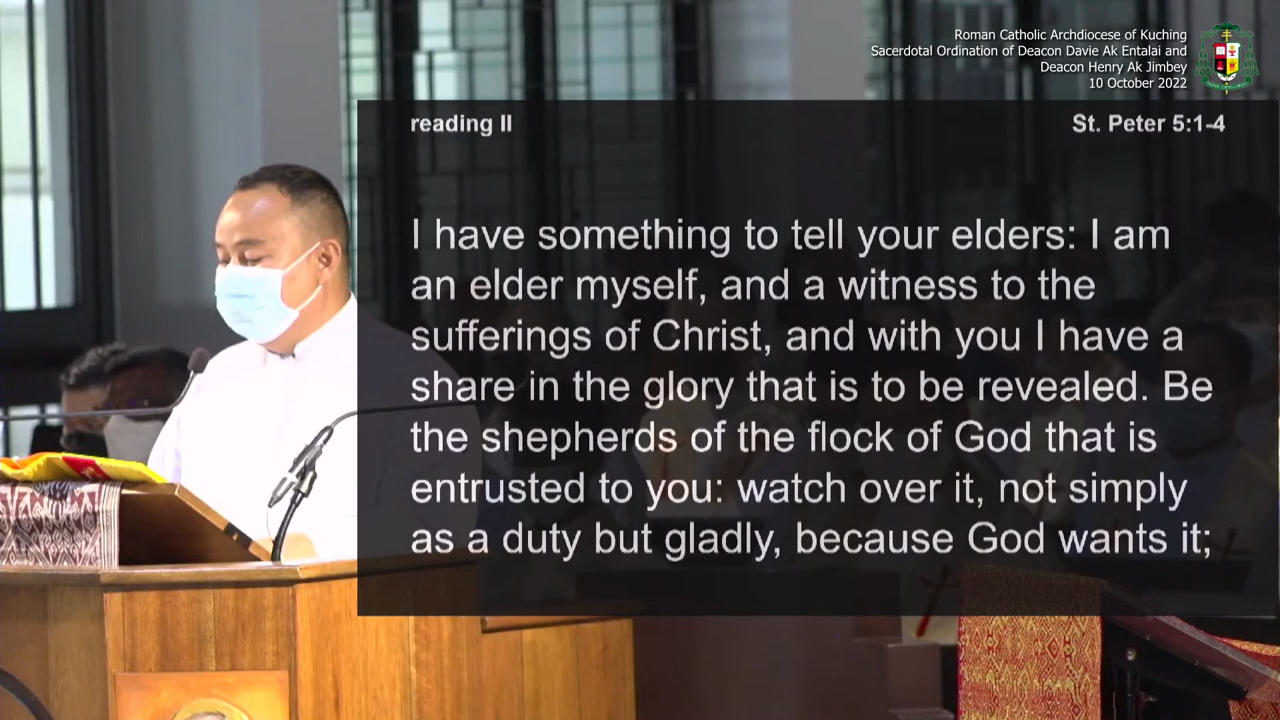 Roman Catholic Archdiocese of Kuching
Sacerdotal Ordination of Deacon Davie Ak Entalai and
Deacon Henry Ak Jimbey
10 October 2022
reading II
St. Peter 5:1-4
I have something to tell your elders: I am
an elder myself, and a witness to the
sufferings of Christ, and with you I have a
share in the glory that is to be revealed. Be
the shepherds of the flock of God that is
entrusted to you: watch over it, not simply
as a duty but gladly, because God wants it;